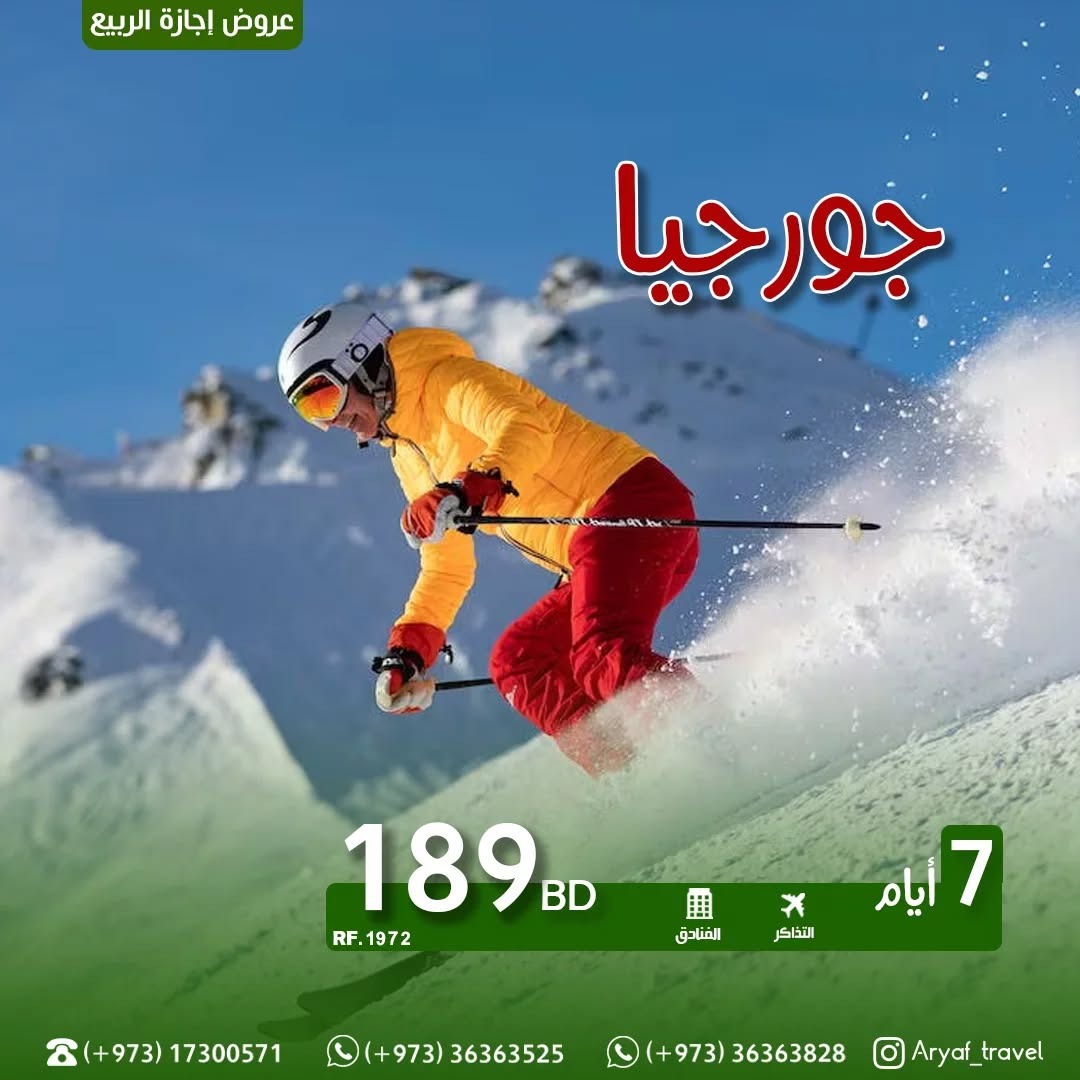 عروض إجازة الربيع
جورجيا
7 أيام
التذاكر
الفنادق
189 BD
RF.1972
(+973) 17300571
(+973) 36363525
(+973) 36363828
Aryaf_travel